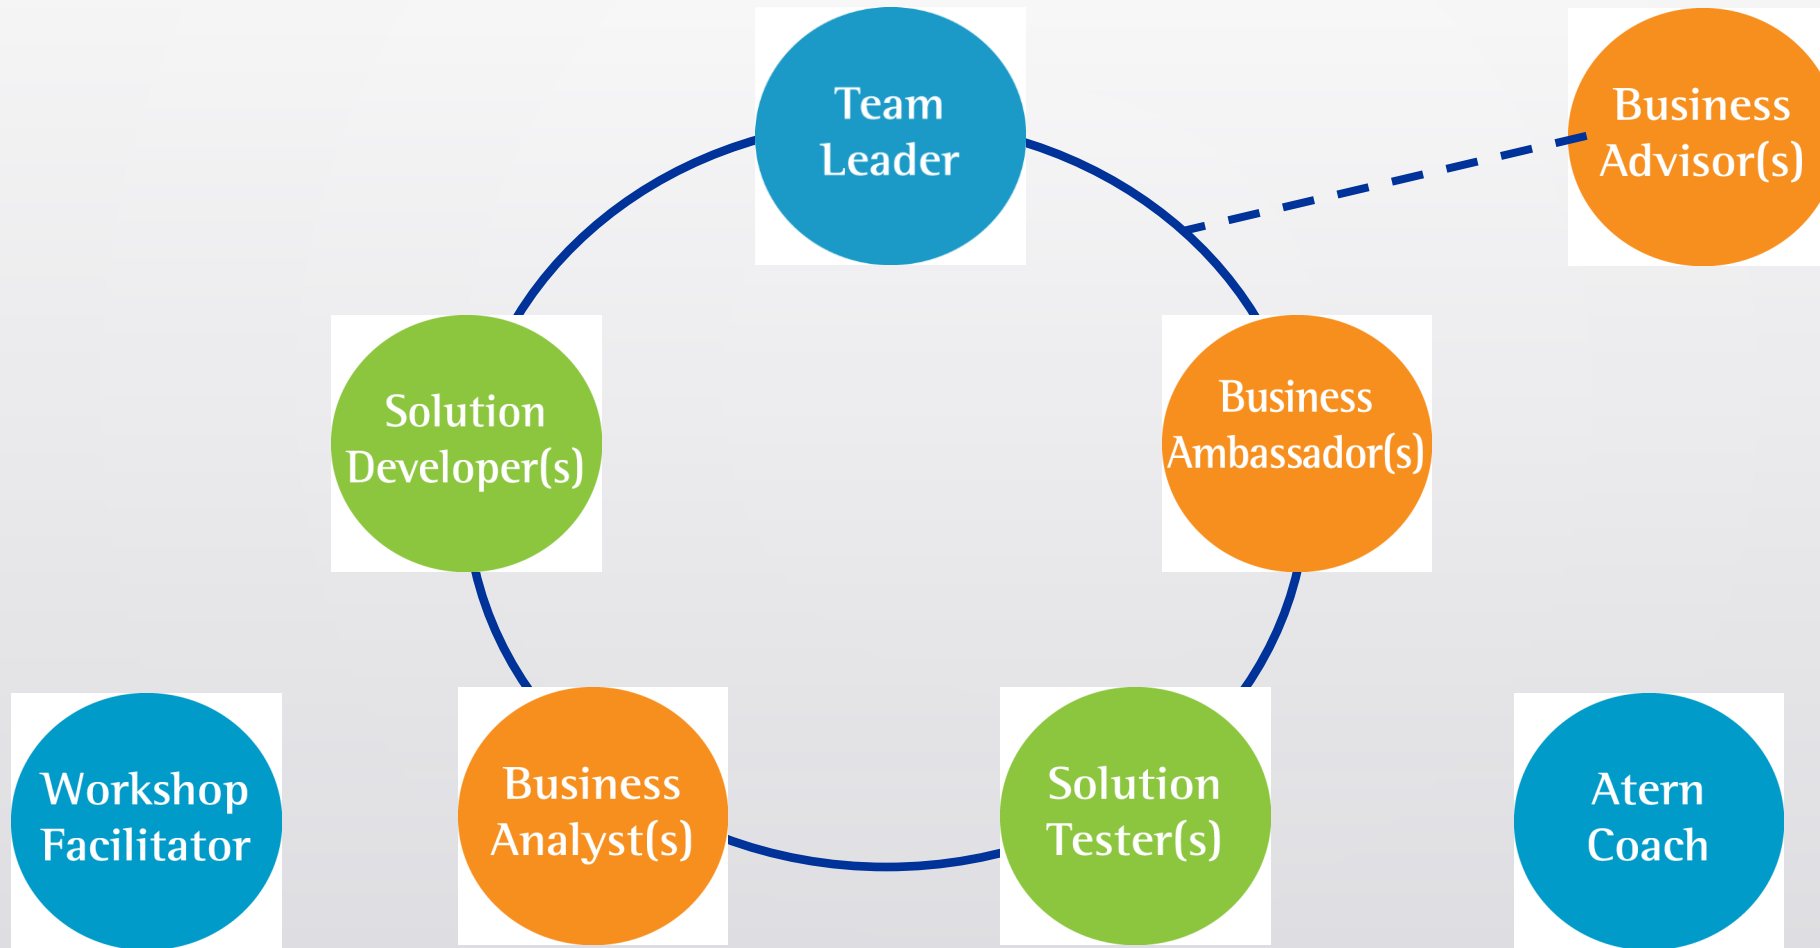 Team
Leader
Business
Advisor(s)
Solution
Developer(s)
Business
Ambassador(s)
Workshop
Facilitator
Business
Analyst(s)
Solution
Tester(s)
Atern
Coach